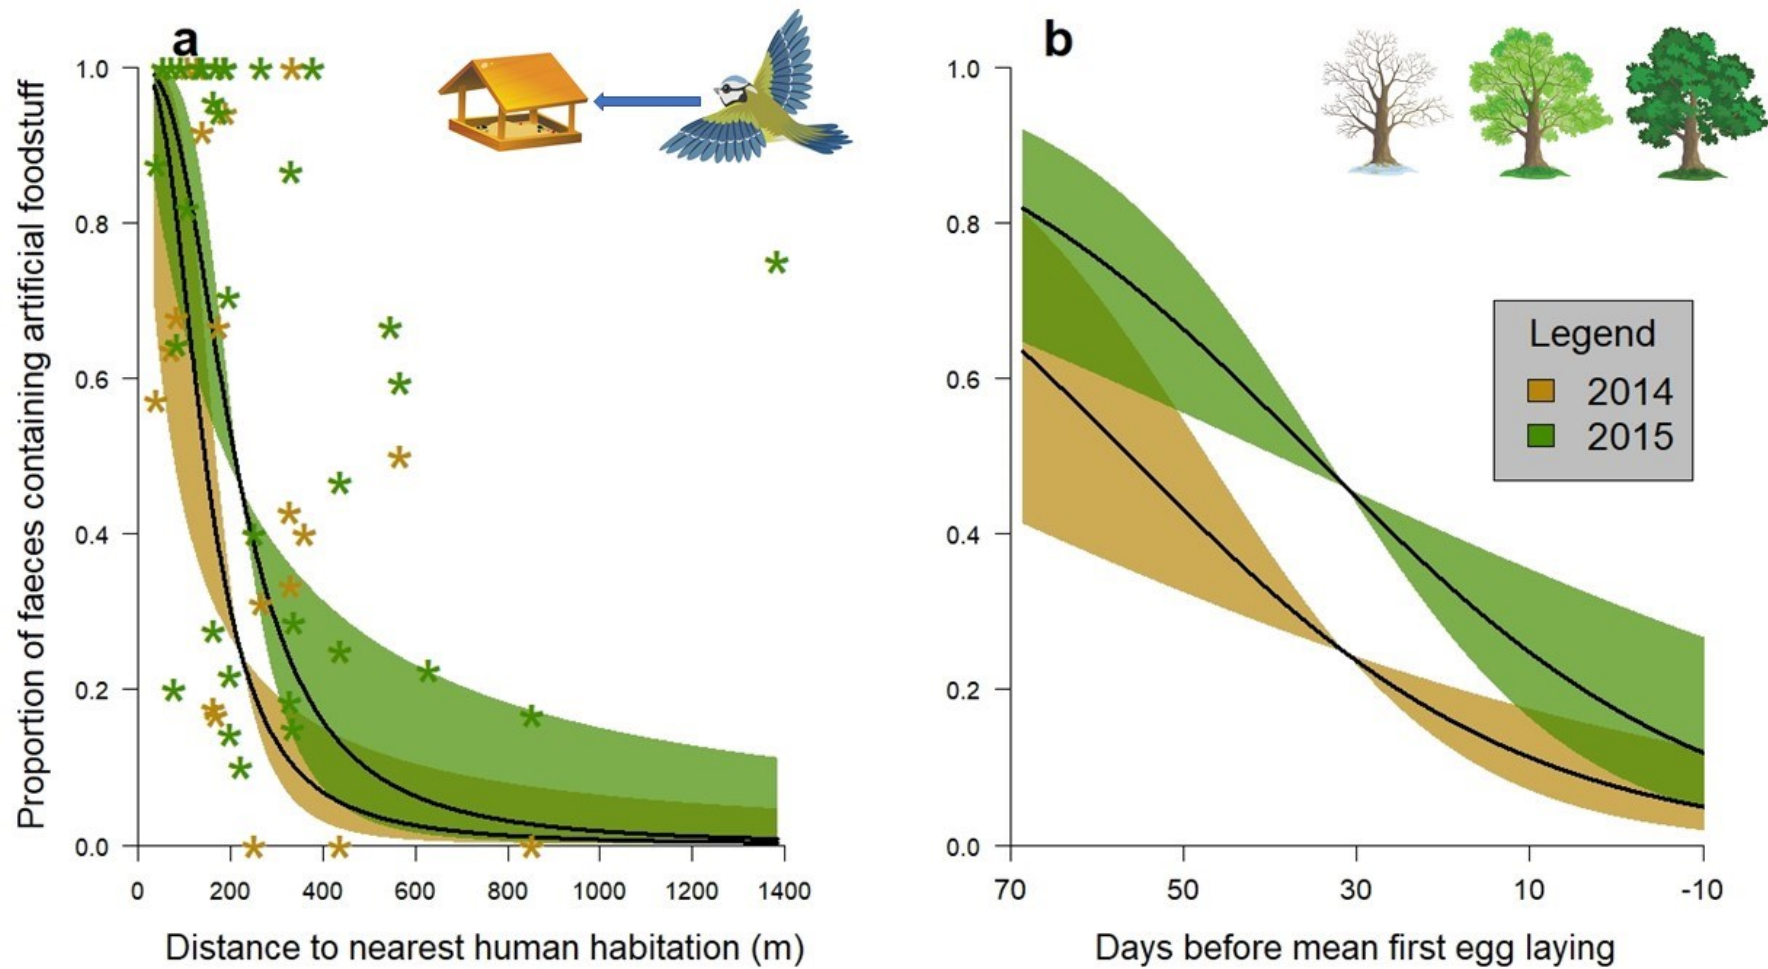 a
b
Proportion of faeces containing artificial foodstuff
1.0
0.8
0.6
0.4
0.2
0.0
0 200 400 600 800 1000 1200 1400
Distance to nearest human habitation (m)
1.0
0.8
0.6
0.4
0.2
0.0
70 50 30 10 -10
Days before mean first egg laying
Legend
2014
2015